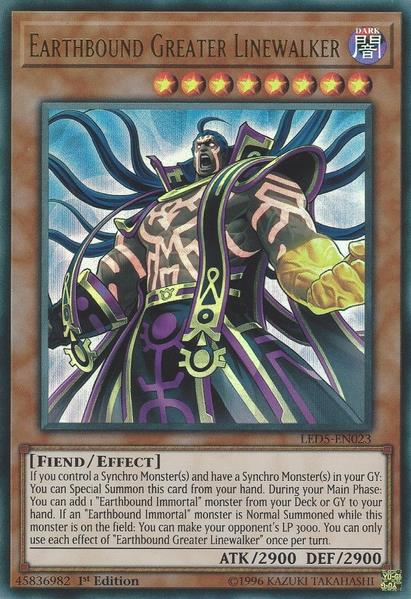 EARTHBOUND GREATER LINEWALKER
DARK
闇
LED5-EN023
[FIEND/EFFECT]
If you control a Synchro Monster(s) and have a Synchro Monster(s) in your GY:
You can Special Summon this card from your hand. During your Main Phase:
You can add 1 "Earthbound Immortal" monster from your Deck or GY to your
hand. If an "Earthbound Immortal" monster is Normal Summoned while this
monster is on the field: You can make your opponent's LP 3000. You can only
use each effect of "Earthbound Greater Linewalker" once per turn.
ATK/2900 DEF/2900
45836982 1st Edition ©1996 KAZUKI TAKAHASHI